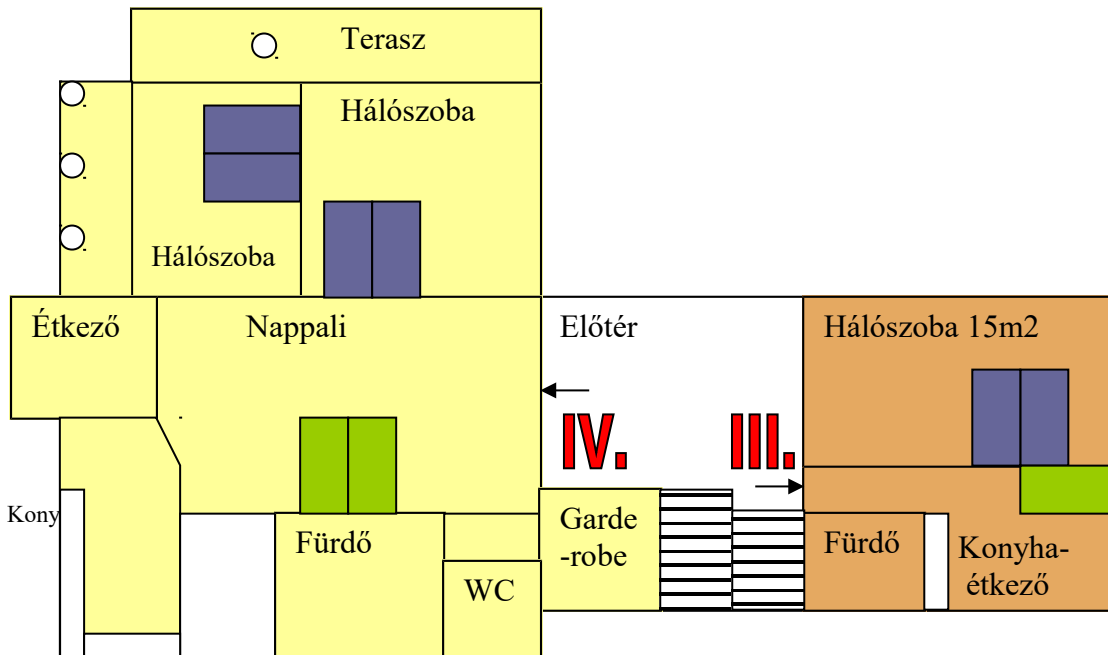 Terasz
Hálószoba
Hálószoba
Étkező
Nappali
Előtér
Hálószoba 15m2
IV.
III.
Kony
Fürdő
Garde
-robe
WC
Fürdő
Konyha-
étkező